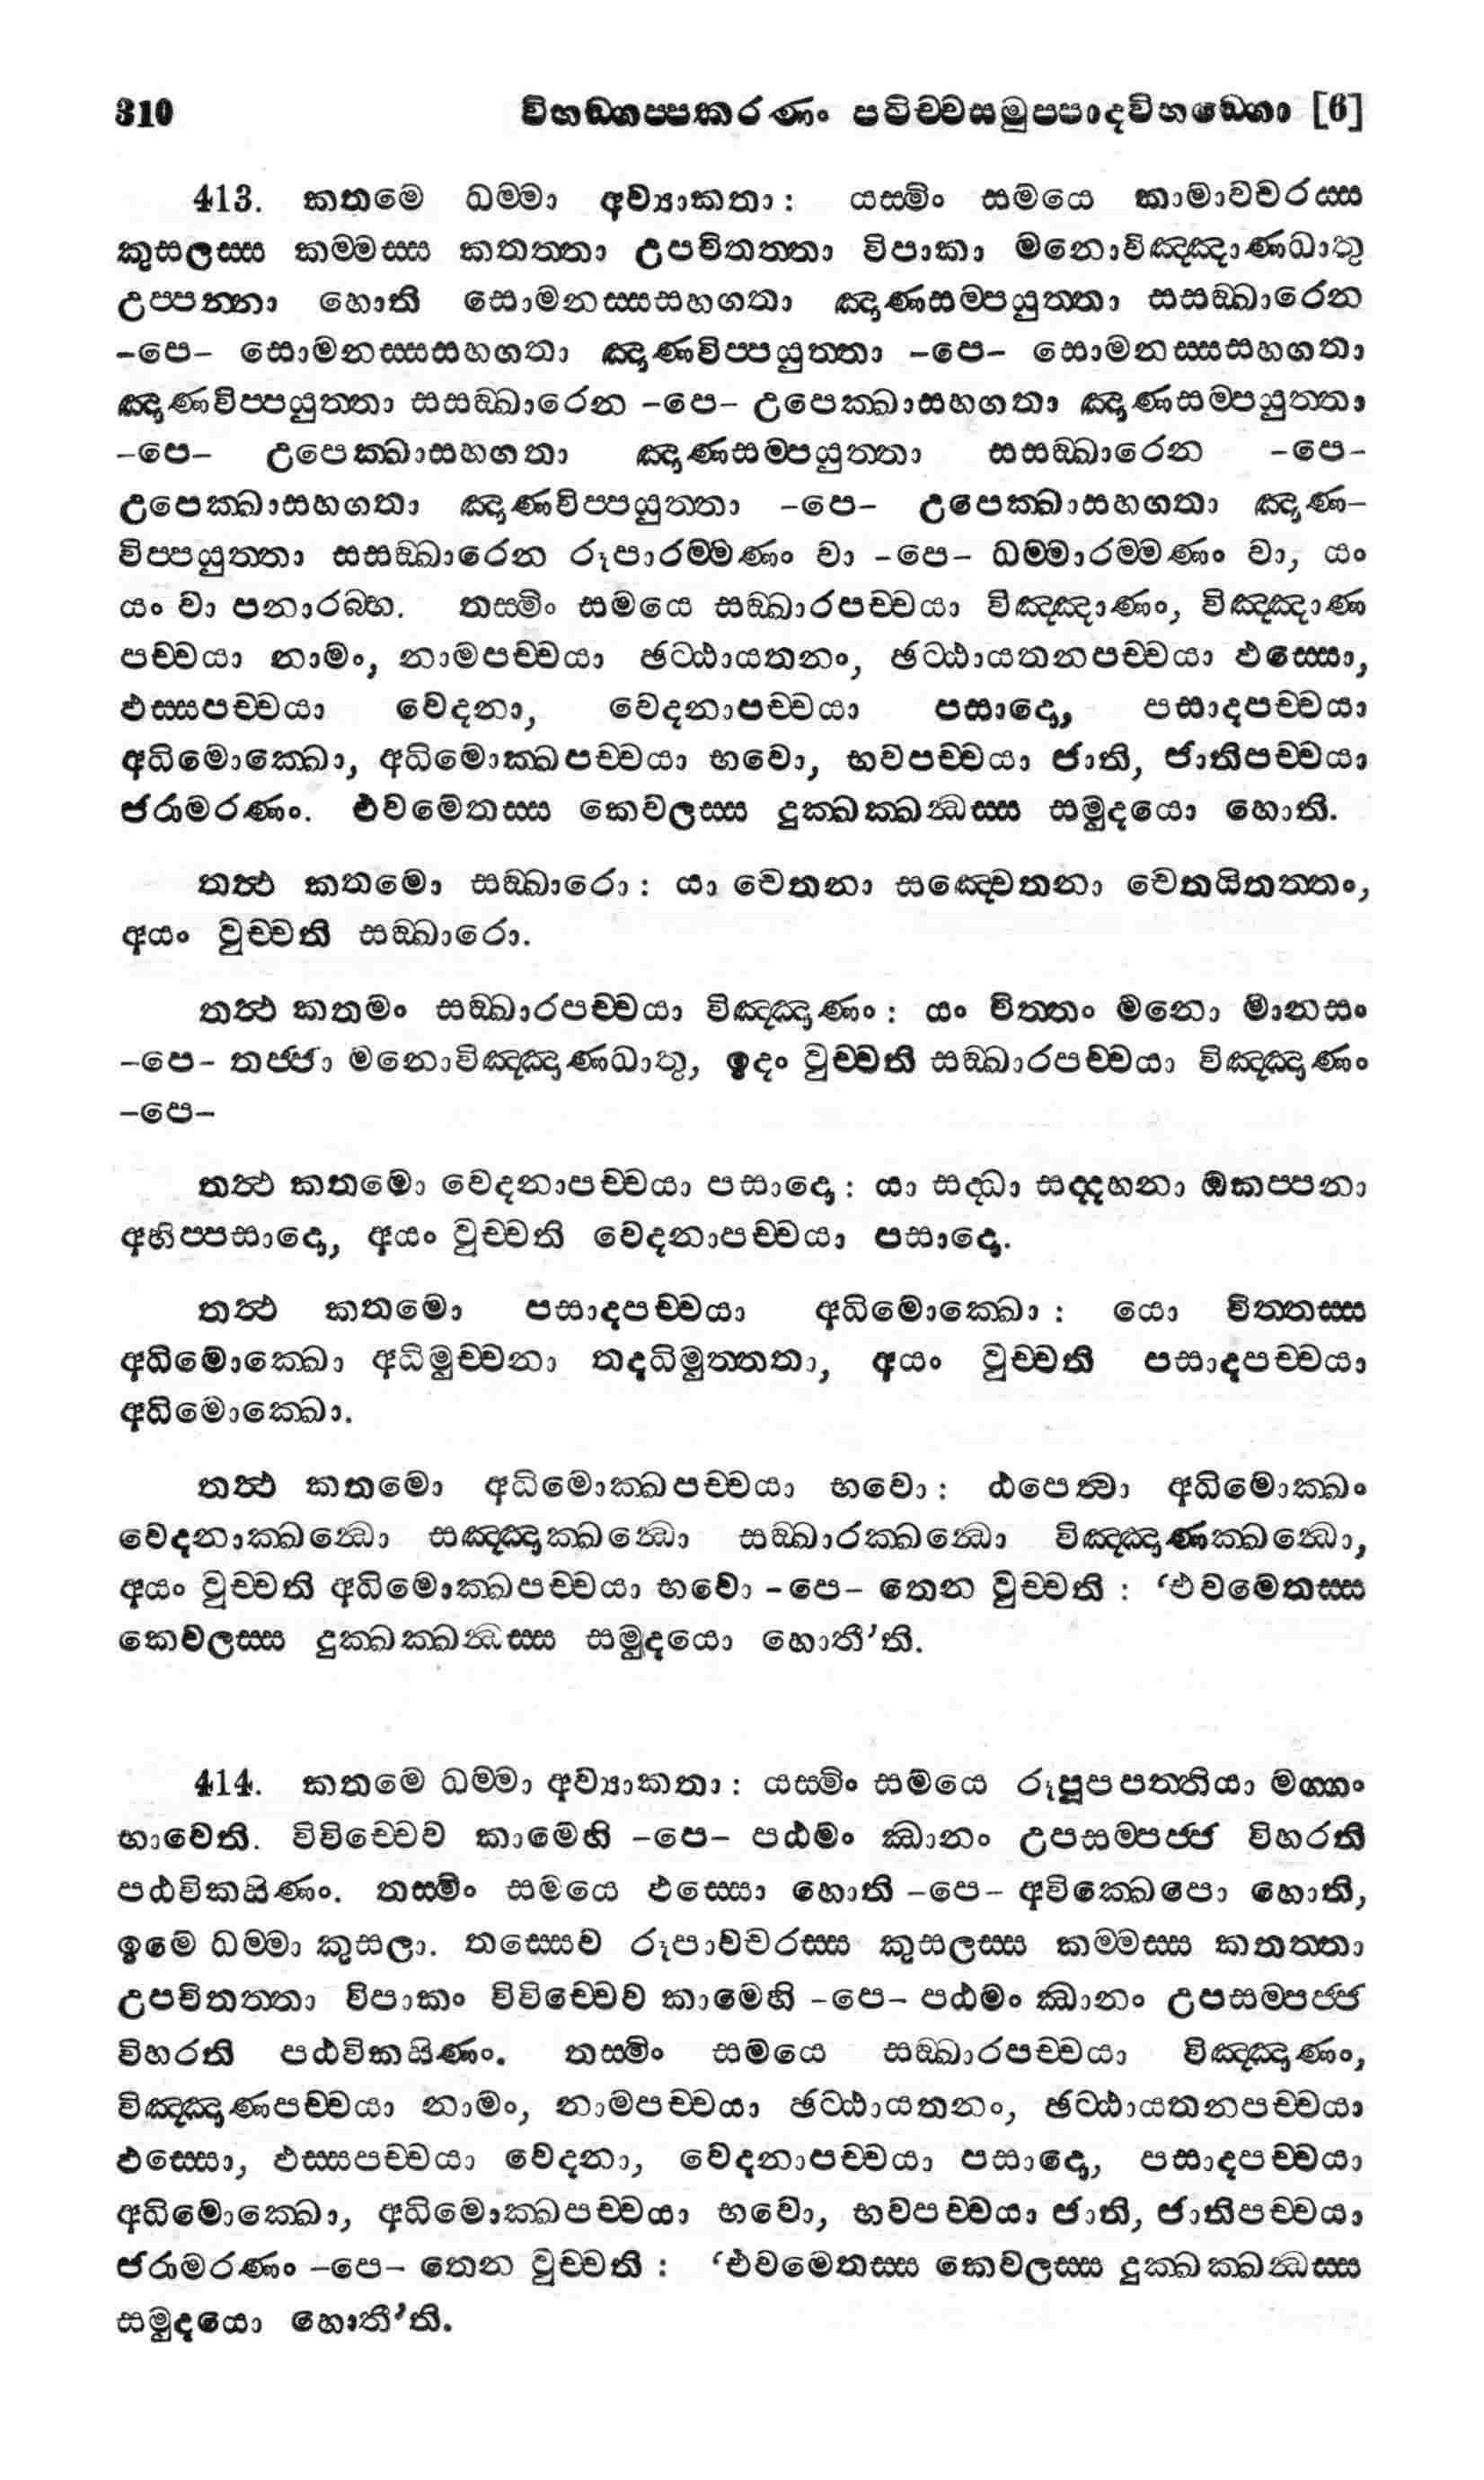 310 විභඞ්ගප්පකරණං පච්චයසමුප්පාදවිභඞ්ගො [6]
413. කතමෙ ධම්මා අව්‍යාකතා : යස්මිං සමයෙ කාමාවචරස්ස
කුසලස්ස කම්මස්ස කතත්තා උපචිතත්තා විපාකා මනොවිඤ්ඤාණධාතු
උප්පන්නා හොති සොමනස්සසහගතා ඤාණසම්පයුත්තා සසඞ්ඛාරෙන
-පෙ- සොමනස්සසහගතා ඤාණවිප්පයුත්තා -පෙ- සොමනස්සසහගතා
ඤාණවිප්පයුත්තා සසඞ්ඛාරෙන -පෙ- උපෙක්ඛාසහගතා ඤාණසම්පයුත්තා
-පෙ- උපෙක්ඛාසහගතා ඤාණසම්පයුත්තා සසඞ්ඛාරෙන -පෙ-
උපෙක්ඛාසහගතා ඤාණවිප්පයුත්තා -පෙ- උපෙක්ඛාසහගතා ඤාණ-
විප්පයුත්තා සසඞ්ඛාරෙන රූපාරම්මණං වා -පෙ- ධම්මාරම්මණං වා, යං
යං වා පනාරබ්භ. තස්මිං සමයෙ සඞ්ඛාරපච්චයා විඤ්ඤාණං, විඤ්ඤාණ
පච්චයා නාමං, නාමපච්චයා ඡට්ඨායතනං, ඡට්ඨායතනපච්චයා ඵස්සො,
ඵස්සපච්චයා වෙදනා, වෙදනාපච්චයා පසාදො, පසාදපච්චයා
අධිමොක්ඛො, අධිමොක්ඛපච්චයා භවො, භවපච්චයා ජාති, ජාතිපච්චයා
ජරාමරණං. එවමෙතස්ස කෙවලස්ස දුක්ඛක්ඛන්ධස්ස සමුදයො හොති.
තත්ථ කතමො සඞ්ඛාරො : යා චෙතනා සඤ්චෙතනා චෙතයිතත්තං,
අයං වුච්චති සඞ්ඛාරො.
තත්ථ කතමං සඞ්ඛාරපච්චයා විඤ්ඤාණං : යං චිත්තං මනො මානසං
-පෙ- තජ්ජා මනොවිඤ්ඤාණධාතු, ඉදං වුච්චති සඞ්ඛාරපච්චයා විඤ්ඤාණං
-පෙ-
තත්ථ කතමො වෙදනාපච්චයා පසාදො : යා සද්ධා සද්දහනා ඔකප්පනා
අභිප්පසාදො, අයං වුච්චති වෙදනාපච්චයා පසාදො.
තත්ථ කතමො පසාදපච්චයා අධිමොක්ඛො : යො චිත්තස්ස
අධිමොක්ඛො අධිමුච්චනා තදධිමුත්තතා, අයං වුච්චති පසාදපච්චයා
අධිමොක්ඛො.
තත්ථ කතමො අධිමොක්ඛපච්චයා භවො : ඨපෙත්වා අධිමොක්ඛං
වෙදනාක්ඛන්ධො සඤ්ඤාක්ඛන්ධො සඞ්ඛාරක්ඛන්ධො විඤ්ඤාණක්ඛන්ධො,
අයං වුච්චති අධිමොක්ඛපච්චයා භවො -පෙ- තෙන වුච්චති : ‘එවමෙතස්ස
කෙවලස්ස දුක්ඛක්ඛන්ධස්ස සමුදයො හොතී’ති.
414. කතමෙ ධම්මා අව්‍යාකතා : යස්මිං සමයෙ රූපූපපත්තියා මග්ගං
භාවෙති. විවිච්චෙව කාමෙහි -පෙ- පඨමං ඣානං උපසම්පජ්ජ විහරති
පඨවිකසිණං. තස්මිං සමයෙ ඵස්සො හොති -පෙ- අවික්ඛෙපො හොති,
ඉමෙ ධම්මා කුසලා. තස්සෙව රූපාවචරස්ස කුසලස්ස කම්මස්ස කතත්තා
උපචිතත්තා විපාකං විවිච්චෙව කාමෙහි -පෙ- පඨමං ඣානං උපසම්පජ්ජ
විහරති පඨවිකසිණං. තස්මිං සමයෙ සඞ්ඛාරපච්චයා විඤ්ඤාණං,
විඤ්ඤාණපච්චයා නාමං, නාමපච්චයා ඡට්ඨායතනං, ඡට්ඨායතනපච්චයා
ඵස්සො, ඵස්සපච්චයා වෙදනා, වෙදනාපච්චයා පසාදො, පසාදපච්චයා
අධිමොක්ඛො, අධිමොක්ඛපච්චයා භවො, භවපච්චයා ජාති, ජාතිපච්චයා
ජරාමරණං -පෙ- තෙන වුච්චති : ‘එවමෙතස්ස කෙවලස්ස දුක්ඛක්ඛන්ධස්ස
සමුදයො හොතී’ති.